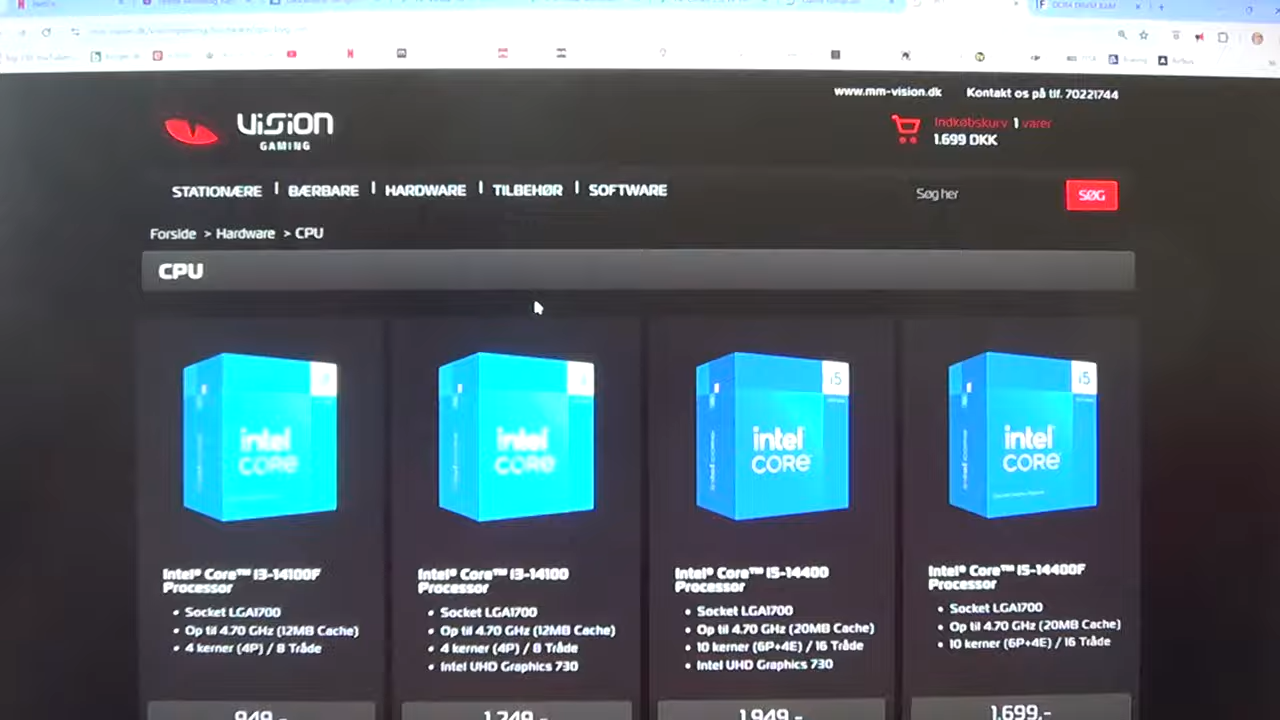 www.mm-vision.dk Kontakt os på tlf. 70221744
VISION
GAMING
Indkøbskurv 1 varer
1.699 DKK
STATIONÆRE | BÆRBARE | HARDWARE | TILBEHØR | SOFTWARE
Søg her
SØG
Forside > Hardware > CPU
CPU
intel
CORE
intel
CORE
i5
intel
CORE
i5
intel
CORE
Intel® Core™ i3-14100F
Processor
• Socket LGA1700
• Op til 4.70 GHz (12MB Cache)
• 4 kerner (4P) / 8 Tråde
949,-
Intel® Core™ i3-14100
Processor
• Socket LGA1700
• Op til 4.70 GHz (12MB Cache)
• 4 kerner (4P) / 8 Tråde
• Intel UHD Graphics 730
1.249,-
Intel® Core™ i5-14400
Processor
• Socket LGA1700
• Op til 4.70 GHz (20MB Cache)
• 10 kerner (6P+4E) / 16 Tråde
• Intel UHD Graphics 730
1.949,-
Intel® Core™ i5-14400F
Processor
• Socket LGA1700
• Op til 4.70 GHz (20MB Cache)
• 10 kerner (6P+4E) / 16 Tråde
1.699,-